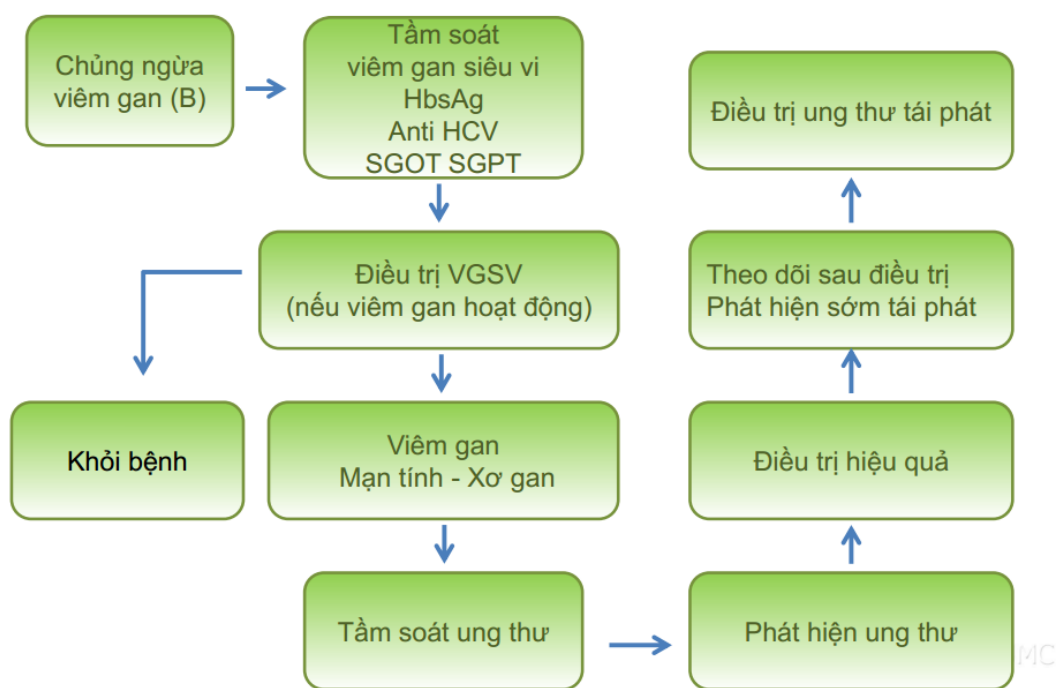 Chủng ngừa
viêm gan (B)
Tầm soát
viêm gan siêu vi
HbsAg
Anti HCV
SGOT SGPT
Điều trị VGSV
(nếu viêm gan hoạt động)
Khỏi bệnh
Viêm gan
Mạn tính - Xơ gan
Tầm soát ung thư
Phát hiện ung thư
Điều trị hiệu quả
Theo dõi sau điều trị
Phát hiện sớm tái phát
Điều trị ung thư tái phát
MC